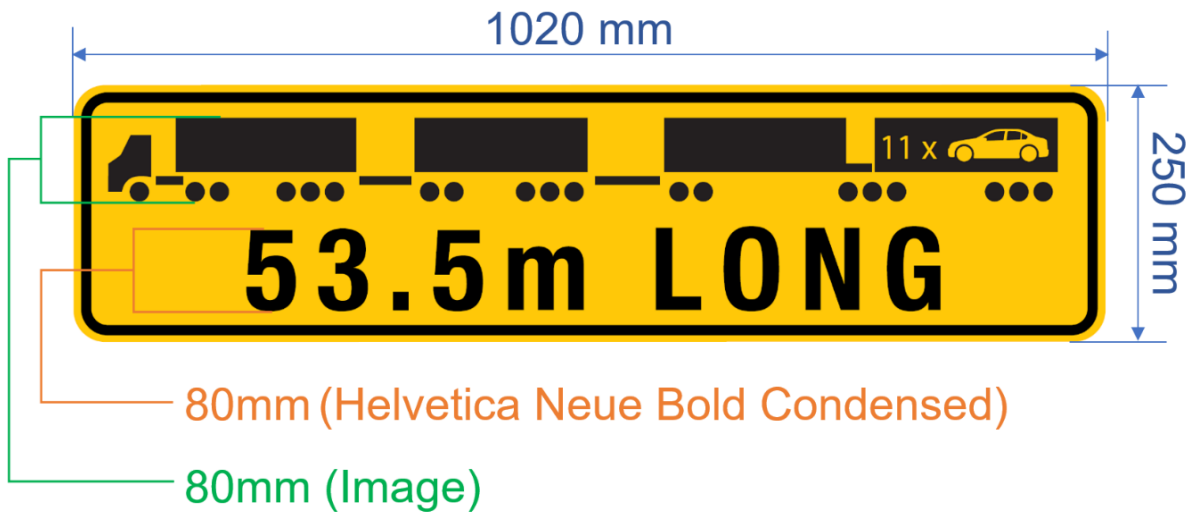 1020 mm
11 x
250 mm
53.5m LONG
80mm (Helvetica Neue Bold Condensed)
80mm (Image)